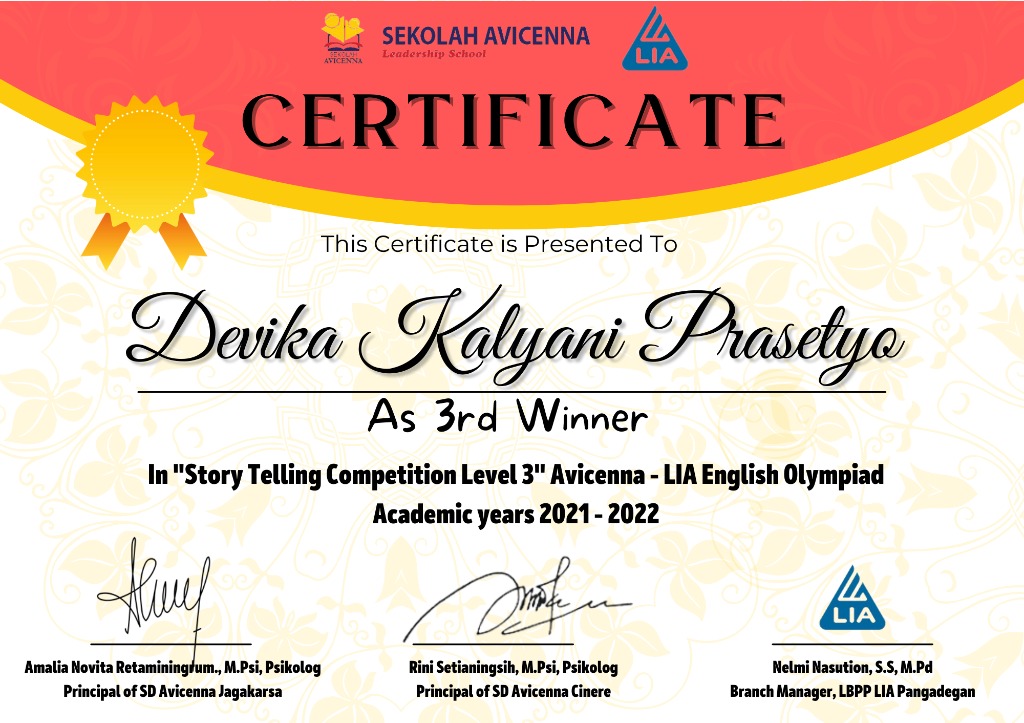 SEKOLAH AVICENNA
Leadership School
SEKOLAH
AVICENNA
LIA
CERTIFICATE
This Certificate is Presented To
Devika Kalyani Prasetyo
As 3rd Winner
In "Story Telling Competition Level 3" Avicenna - LIA English Olympiad
Academic years 2021 - 2022
LIA
Amalia Novita Retaminingrum., M.Psi, Psikolog
Principal of SD Avicenna Jagakarsa
Rini Setianingsih, M.Psi, Psikolog
Principal of SD Avicenna Cinere
Nelmi Nasution, S.S, M.Pd
Branch Manager, LBPP LIA Pangadegan